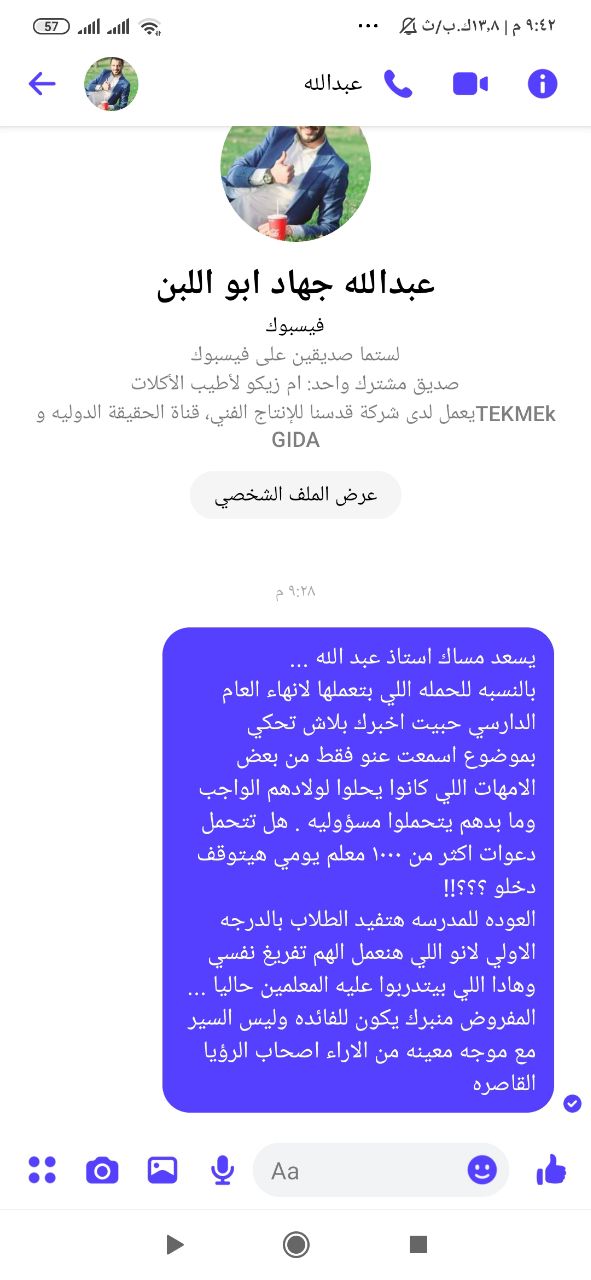 ٩:٤٢ م | ١٣,٨ك.ب/ث ...
57
عبدالله
عبدالله جهاد ابو اللبن
فيسبوك
لستما صديقين على فيسبوك
صديق مشترك واحد: ام زيكو لأطيب الأكلات
TEKMEkيعمل لدى شركة قدسنا للإنتاج الفني، قناة الحقيقة الدوليه و
GIDA
عرض الملف الشخصي
٩:٢٨ م
يسعد مساك استاذ عبد الله ...
بالنسبه للحمله اللي بتعملها لانهاء العام
الدارسي حبيت اخبرك بلاش تحكي
بموضوع اسمعت عنو فقط من بعض
الامهات اللي كانوا يحلوا لولادهم الواجب
وما بدهم يتحملوا مسؤوليه . هل تتحمل
دعوات اكثر من ١٠٠٠ معلم يومي هيتوقف
دخلو ؟؟؟!!
العوده للمدرسه هتفيد الطلاب بالدرجه
الاولي لانو اللي هنعمل الهم تفريغ نفسي
وهادا اللي بيتدربوا عليه المعلمين حاليا ...
المفروض منبرك يكون للفائده وليس السير
مع موجه معينه من الاراء اصحاب الرؤيا
القاصره
Aa